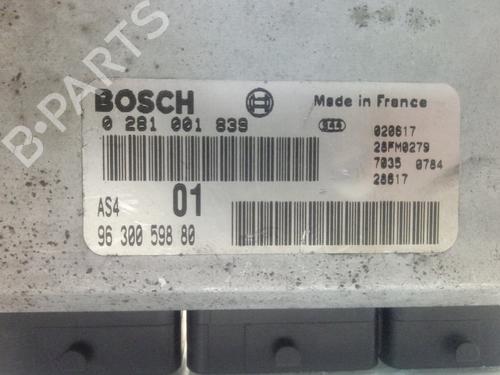 B-PARTS
BOSCH
Made in France
0 281 001 839
020617
28FM0279
7035 0784
28617
AS4 01
96 300 598 80